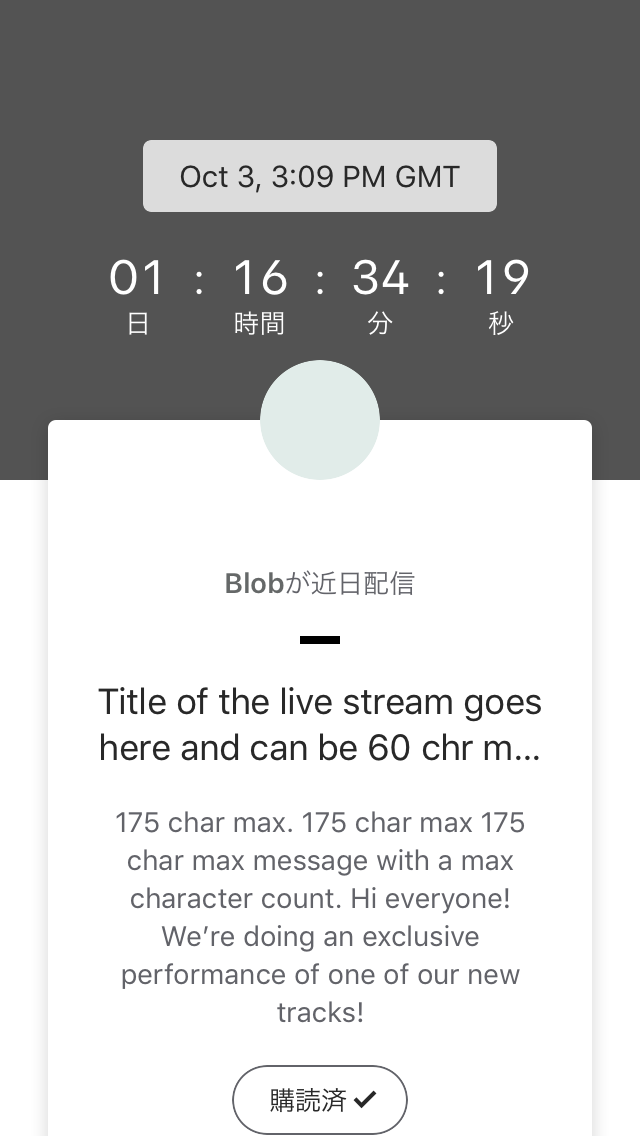 Oct 3, 3:09 PM GMT
01 : 16 : 34 : 19
日 時間 分 秒
Blobが近日配信
Title of the live stream goes
here and can be 60 chr m...
175 char max. 175 char max 175
char max message with a max
character count. Hi everyone!
We’re doing an exclusive
performance of one of our new
tracks!
購読済